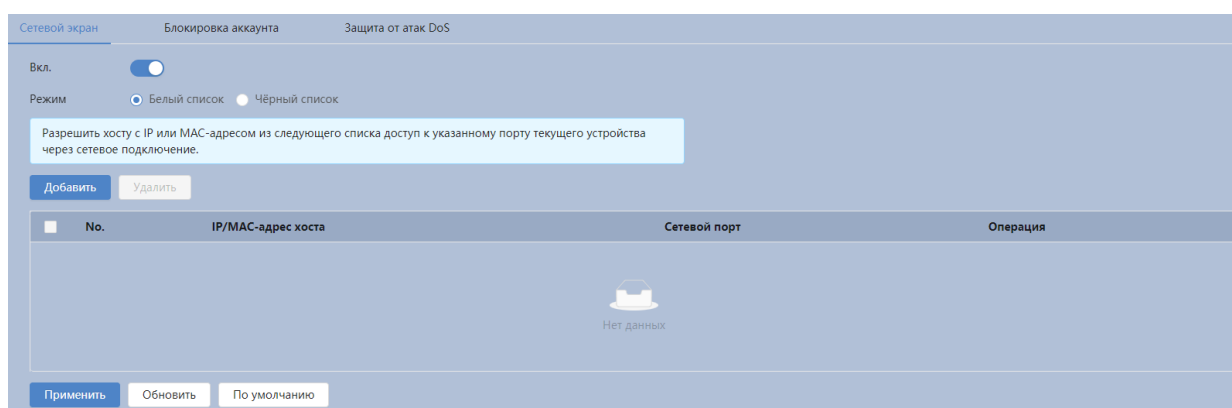 Сетевой экран Блокировка аккаунта Защита от атак DoS
Вкл.
Режим Белый список Чёрный список
Разрешить хосту с IP или MAC-адресом из следующего списка доступ к указанному порту текущего устройства
через сетевое подключение.
Добавить Удалить
No. IP/MAC-адрес хоста Сетевой порт Операция
Нет данных
Применить Обновить По умолчанию